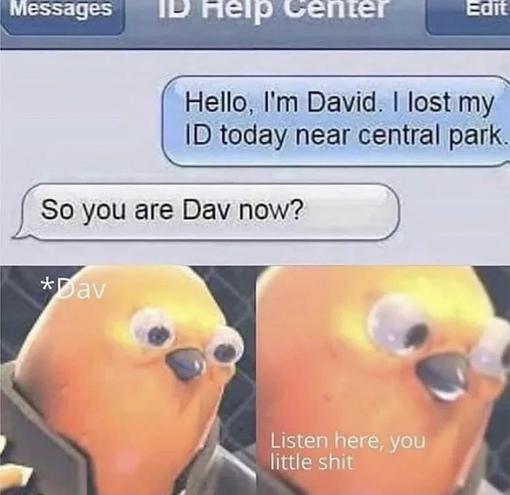 Messages ID Help Center Edit
Hello, I'm David. I lost my
ID today near central park.
So you are Dav now?
*Dav
Listen here, you
little shit